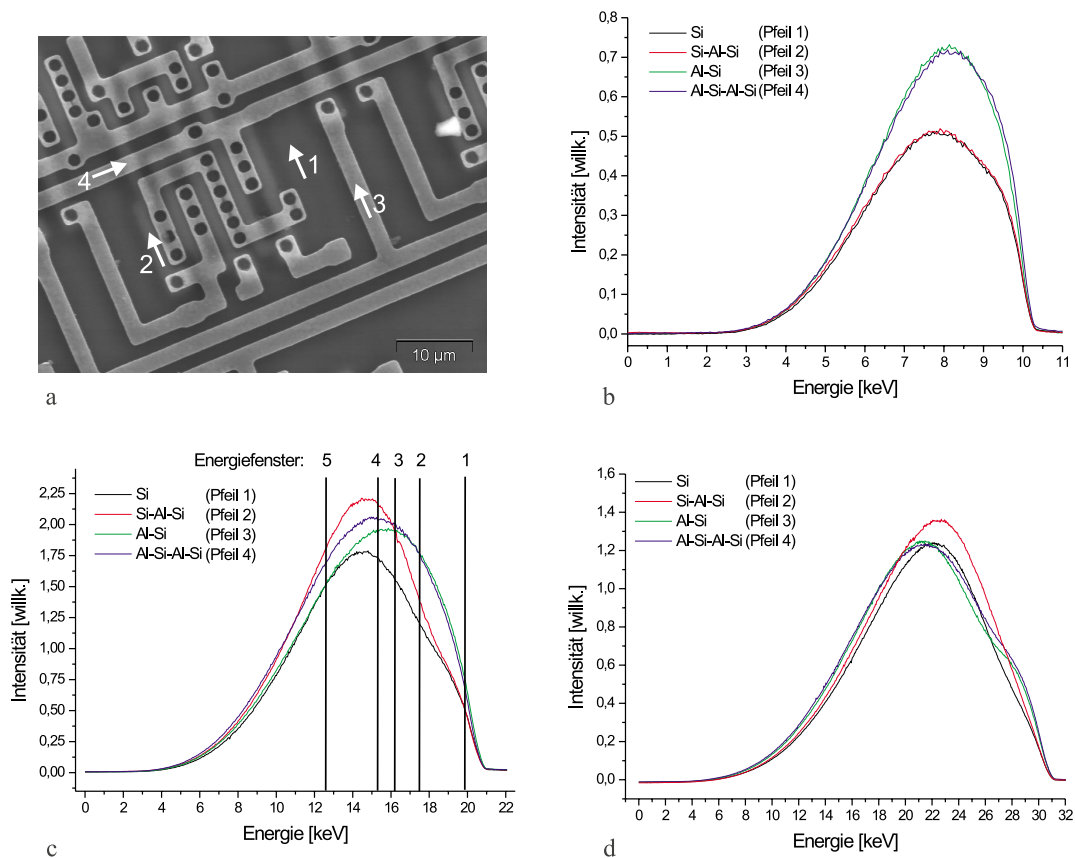 4
1
3
2
10 µm
a
Intensität [willk.]
0,8
0,7
0,6
0,5
0,4
0,3
0,2
0,1
0,0
Si (Pfeil 1)
Si-Al-Si (Pfeil 2)
Al-Si (Pfeil 3)
Al-Si-Al-Si (Pfeil 4)
0 1 2 3 4 5 6 7 8 9 10 11
Energie [keV]
b
Energiefenster: 5 4 3 2 1
Intensität [willk.]
2,25
2,00
1,75
1,50
1,25
1,00
0,75
0,50
0,25
0,00
Si (Pfeil 1)
Si-Al-Si (Pfeil 2)
Al-Si (Pfeil 3)
Al-Si-Al-Si (Pfeil 4)
0 2 4 6 8 10 12 14 16 18 20 22
Energie [keV]
c
Intensität [willk.]
1,6
1,4
1,2
1,0
0,8
0,6
0,4
0,2
0,0
Si (Pfeil 1)
Si-Al-Si (Pfeil 2)
Al-Si (Pfeil 3)
Al-Si-Al-Si (Pfeil 4)
0 2 4 6 8 10 12 14 16 18 20 22 24 26 28 30 32
Energie [keV]
d